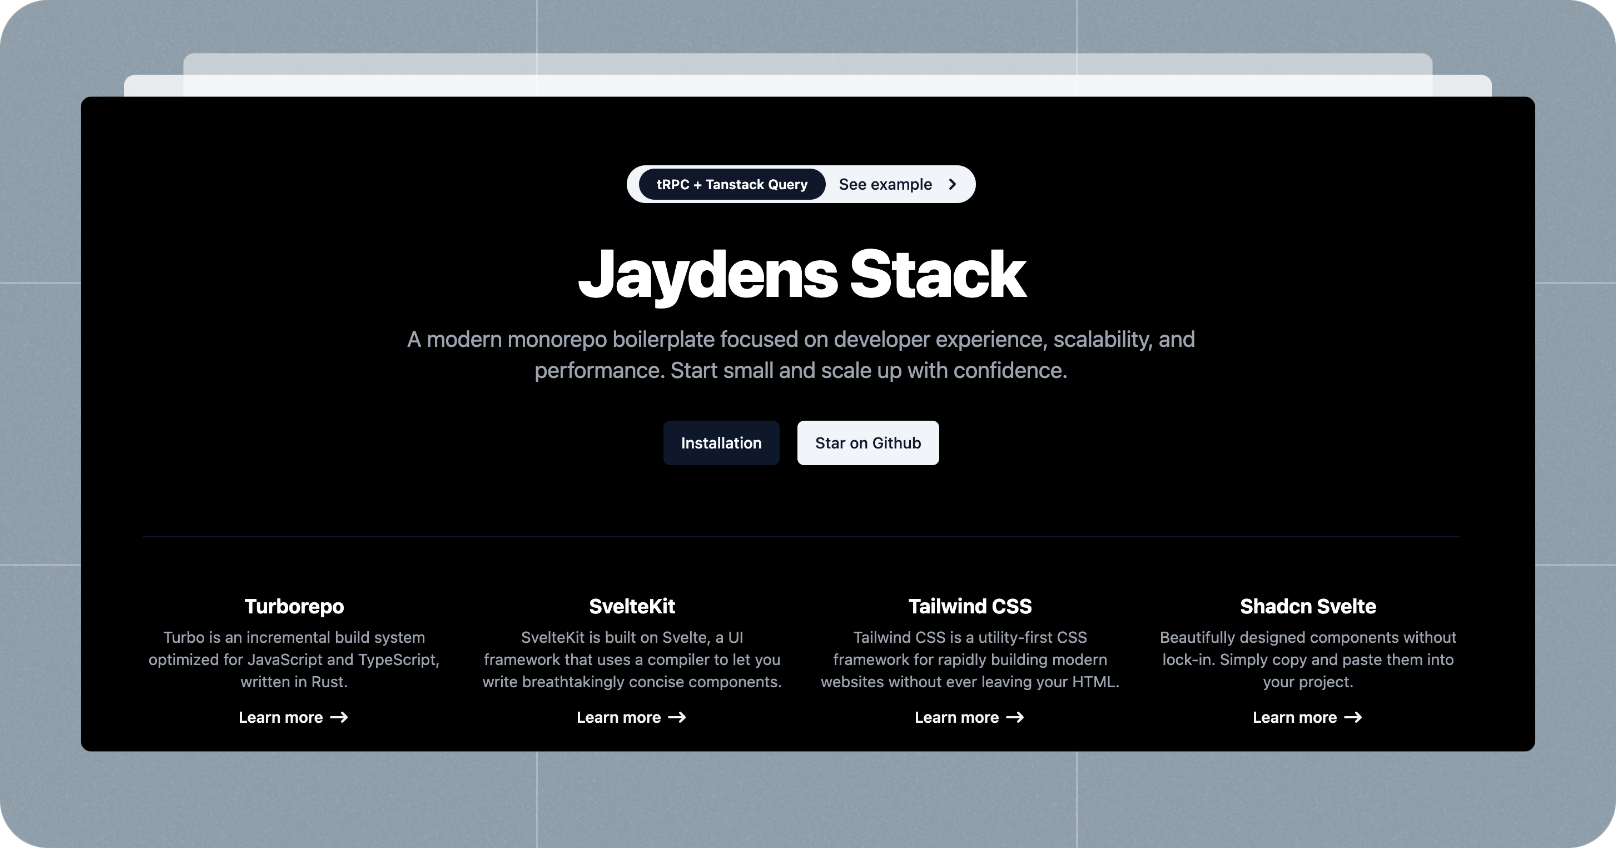 tRPC + Tanstack Query See example
Jaydens Stack
A modern monorepo boilerplate focused on developer experience, scalability, and
performance. Start small and scale up with confidence.
Installation
Star on Github
Turborepo
Turbo is an incremental build system
optimized for JavaScript and TypeScript,
written in Rust.
Learn more →
SvelteKit
SvelteKit is built on Svelte, a UI
framework that uses a compiler to let you
write breathtakingly concise components.
Learn more →
Tailwind CSS
Tailwind CSS is a utility-first CSS
framework for rapidly building modern
websites without ever leaving your HTML.
Learn more →
Shadcn Svelte
Beautifully designed components without
lock-in. Simply copy and paste them into
your project.
Learn more →